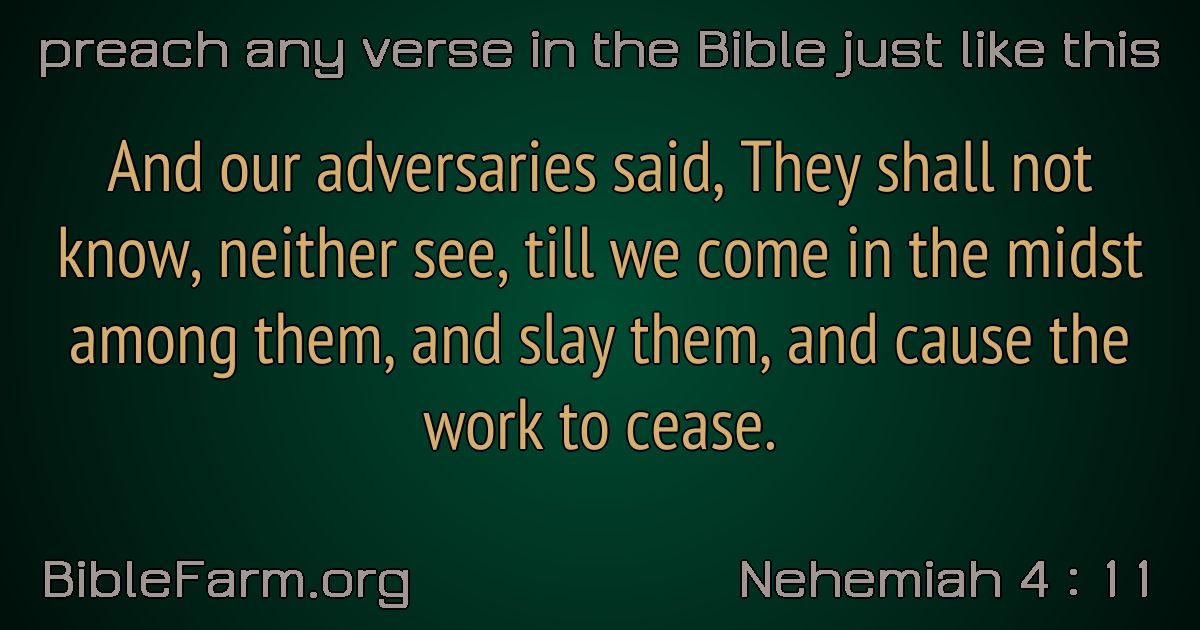 preach any verse in the Bible just like this
And our adversaries said, They shall not
know, neither see, till we come in the midst
among them, and slay them, and cause the
work to cease.
BibleFarm.org
Nehemiah 4 : 11